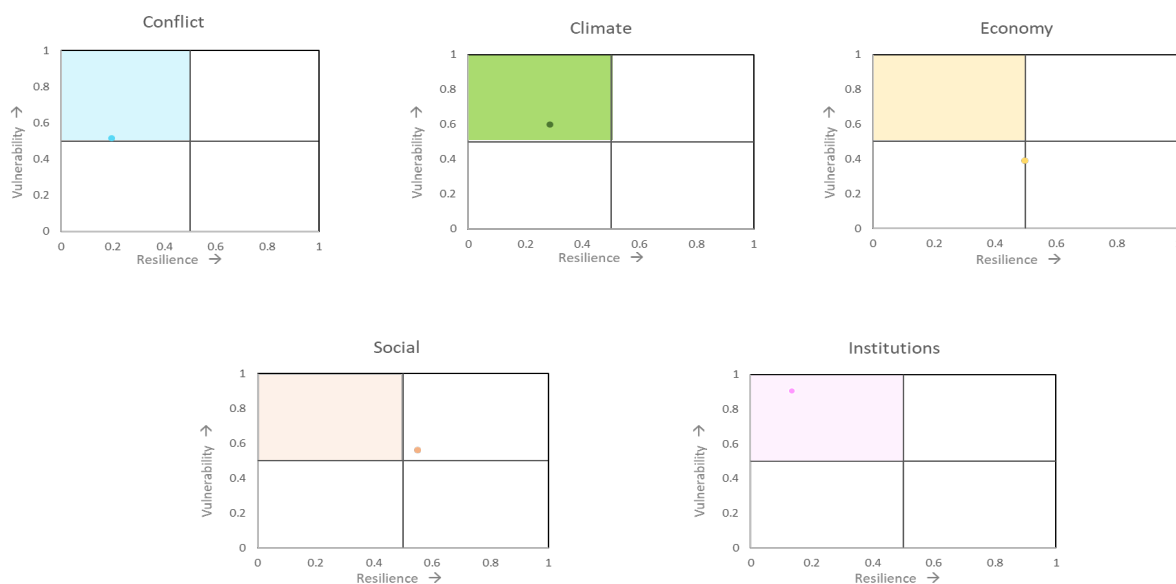 Conflict
1
0.8
0.6
0.4
0.2
0
Vulnerability →
0 0.2 0.4 0.6 0.8 1
Resilience →
Climate
1
0.8
0.6
0.4
0.2
0
Vulnerability →
0 0.2 0.4 0.6 0.8 1
Resilience →
Economy
1
0.8
0.6
0.4
0.2
0
Vulnerability →
0 0.2 0.4 0.6 0.8
Resilience →
Social
1
0.8
0.6
0.4
0.2
0
Vulnerability →
0 0.2 0.4 0.6 0.8 1
Resilience →
Institutions
1
0.8
0.6
0.4
0.2
0
Vulnerability →
0 0.2 0.4 0.6 0.8 1
Resilience →